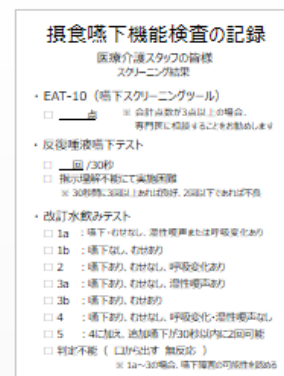 摂食嚥下機能検査の記録
医療介護スタッフの皆様
スクリーニング結果
・EAT-10（嚥下スクリーニングツール）
□ ＿＿点 ※ 合計点数が3点以上の場合、
専門医に相談することをお勧めします
・反復唾液嚥下テスト
□ ＿回 /30秒
□ 指示理解不能にて実施困難
※ 30秒間に3回以上あれば良好、2回以下であれば不良
・改訂水飲みテスト
□ 1a ：嚥下・むせなし、湿性嗄声または呼吸変化あり
□ 1b ：嚥下なし、むせあり
□ 2 ：嚥下あり、むせなし、呼吸変化あり
□ 3a ：嚥下あり、むせなし、湿性嗄声あり
□ 3b ：嚥下あり、むせあり
□ 4 ：嚥下あり、むせなし、呼吸変化・湿性嗄声なし
□ 5 ：4に加え、追加嚥下が30秒以内に2回可能
□ 判定不能（ 口から出す 無反応 ）
※ 1a～3の場合、嚥下障害の可能性を認める